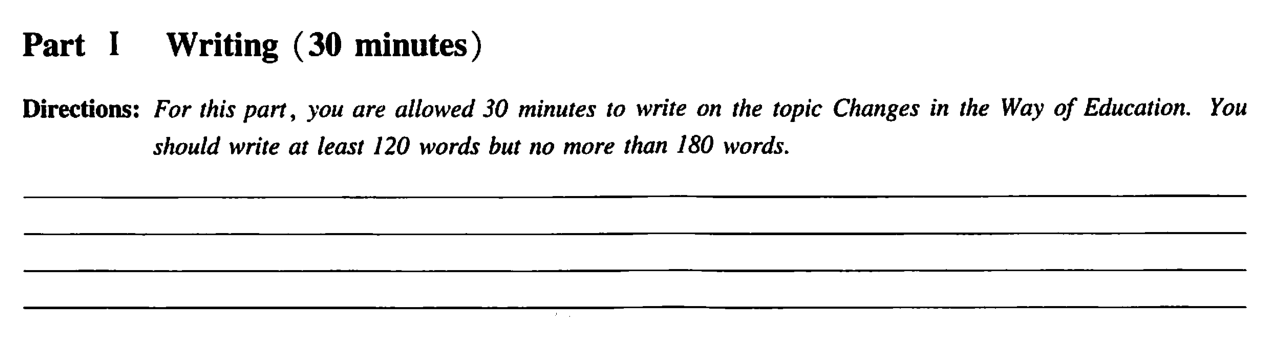 Part I Writing (30 minutes)
Directions: For this part, you are allowed 30 minutes to write on the topic Changes in the Way of Education. You
should write at least 120 words but no more than 180 words.